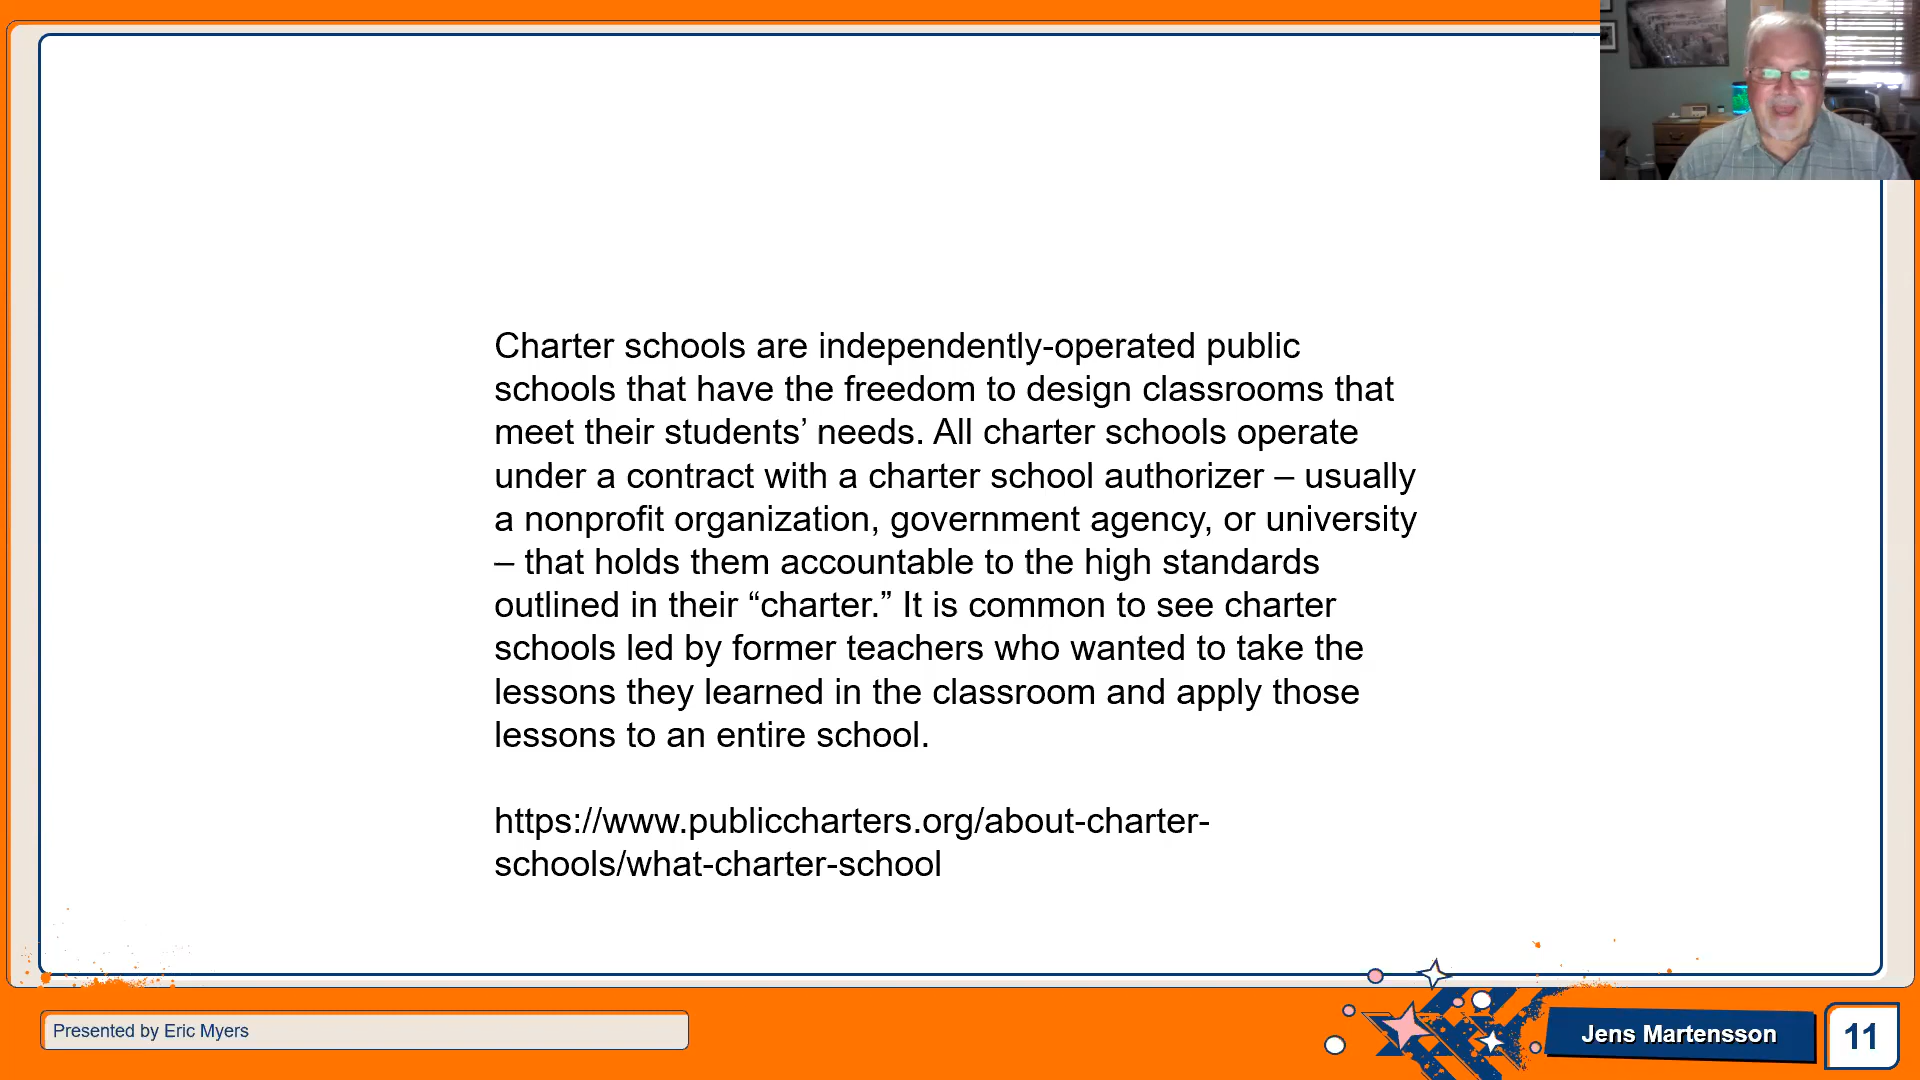 Charter schools are independently-operated public
schools that have the freedom to design classrooms that
meet their students’ needs. All charter schools operate
under a contract with a charter school authorizer – usually
a nonprofit organization, government agency, or university
– that holds them accountable to the high standards
outlined in their “charter.” It is common to see charter
schools led by former teachers who wanted to take the
lessons they learned in the classroom and apply those
lessons to an entire school.
https://www.publiccharters.org/about-charter-
schools/what-charter-school
Presented by Eric Myers
Jens Martensson
11